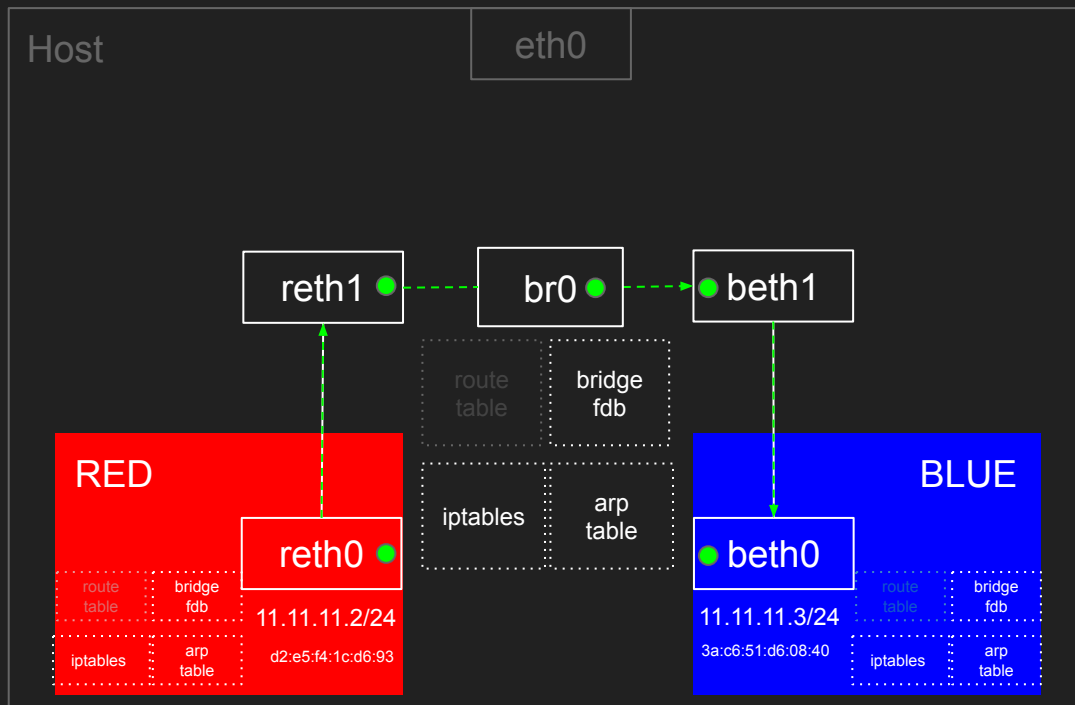 Host
eth0
reth1
br0
beth1
route
table
bridge
fdb
iptables
arp
table
RED
reth0
route
table
bridge
fdb
11.11.11.2/24
iptables
arp
table
d2:e5:f4:1c:d6:93
BLUE
beth0
route
table
bridge
fdb
11.11.11.3/24
3a:c6:51:d6:08:40
iptables
arp
table